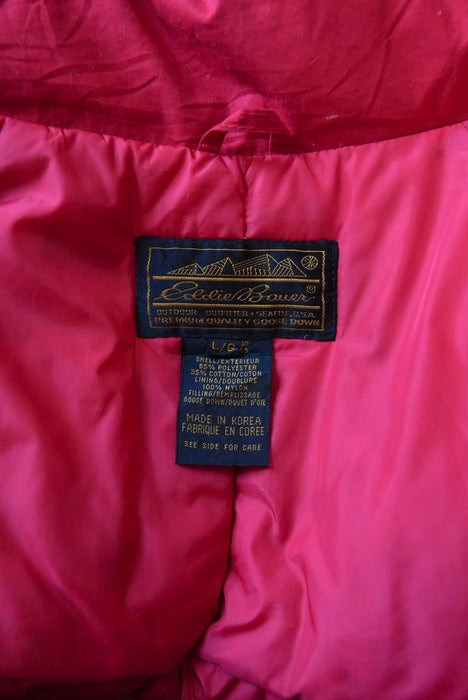 Eddie Bauer ®
OUTDOOR OUTFITTER • SEATTLE, U.S.A.
PREMIUM QUALITY GOOSE DOWN
L/G
SHELL/EXTERIEUR
65% POLYESTER
35% COTTON/COTON
LINING/DOUBLURE
100% NYLON
FILLING/REMPLISSAGE
GOOSE DOWN/DUVET D'OIE
MADE IN KOREA
FABRIQUE EN COREE
SEE SIDE FOR CARE